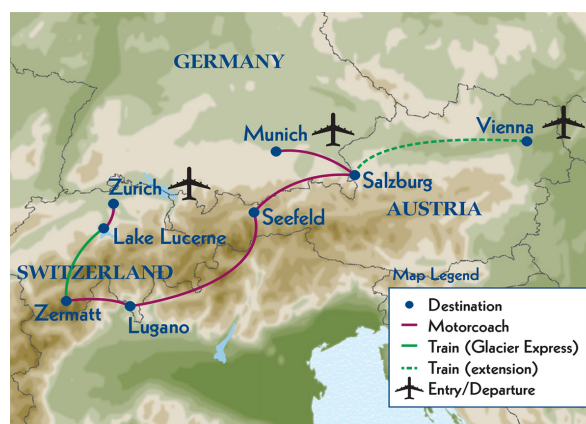 GERMANY
Munich
Vienna
Zurich
Salzburg
Seefeld
AUSTRIA
Lake Lucerne
SWITZERLAND
Zermatt
Lugano
Map Legend
Destination
Motorcoach
Train (Glacier Express)
Train (extension)
Entry/Departure